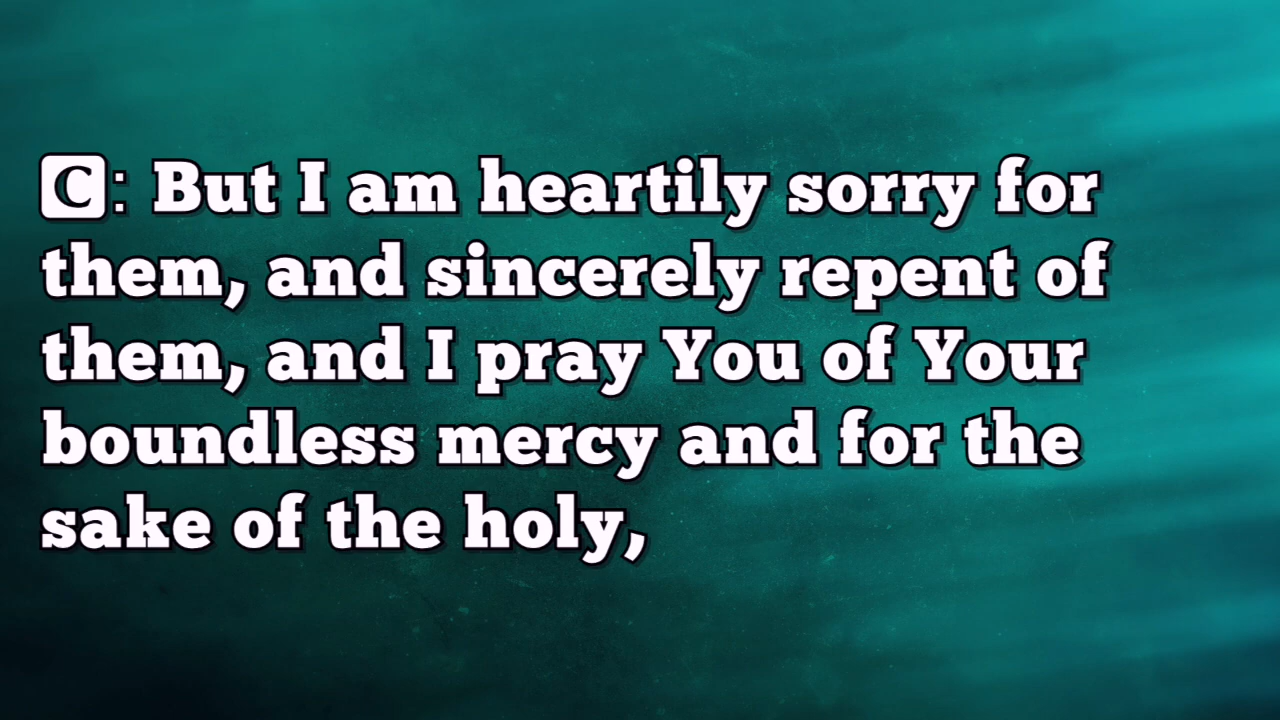 C: But I am heartily sorry for
them, and sincerely repent of
them, and I pray You of Your
boundless mercy and for the
sake of the holy,